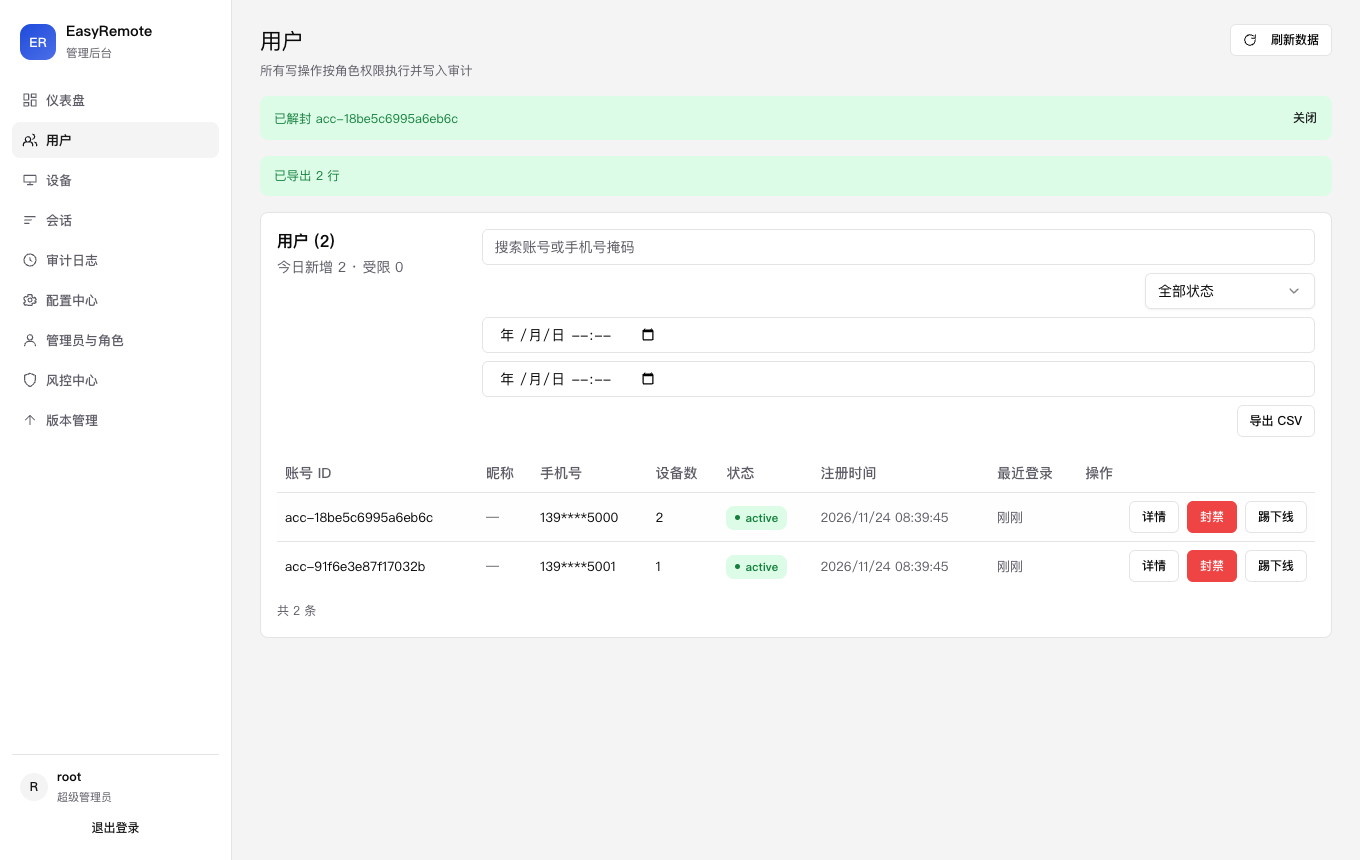 ER
EasyRemote
管理后台
仪表盘
用户
设备
会话
审计日志
配置中心
管理员与角色
风控中心
版本管理
R
root
超级管理员
退出登录
用户
刷新数据
所有写操作按角色权限执行并写入审计
已解封 acc-18be5c6995a6eb6c
关闭
已导出 2 行
用户 (2)
今日新增 2 · 受限 0
搜索账号或手机号掩码
全部状态
年 /月/日 --:--
年 /月/日 --:--
导出 CSV
账号 ID 昵称 手机号 设备数 状态 注册时间 最近登录 操作
acc-18be5c6995a6eb6c — 139****5000 2 active 2026/11/24 08:39:45 刚刚 详情 封禁 踢下线
acc-91f6e3e87f17032b — 139****5001 1 active 2026/11/24 08:39:45 刚刚 详情 封禁 踢下线
共 2 条